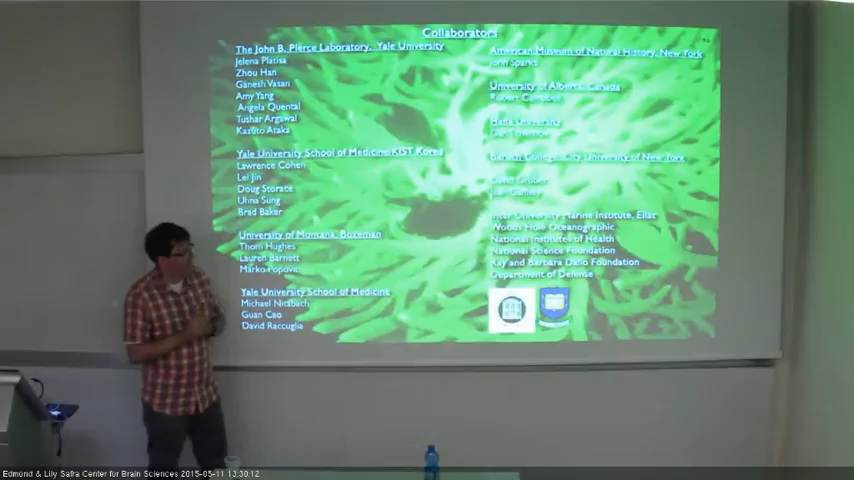 Collaborators
The John B. Pierce Laboratory, Yale University
Jelena Platisa
Zhou Han
Ganesh Vasan
Amy Yang
Angela Quental
Tushar Argawal
Kazuto Ataka
Yale University School of Medicine/KIST Korea
Lawrence Cohen
Lei Jin
Doug Storace
Uhna Sung
Brad Baker
University of Montana, Bozeman
Thom Hughes
Lauren Barnett
Marko Popovic
Yale University School of Medicine
Michael Nitabach
Guan Cao
David Raccuglia
American Museum of Natural History, New York
John Sparks
University of Alberta, Canada
Robert Campbell
Haifa University
Baruch College, City University of New York
David Gruber
Inter University Marine Institute, Eilat
Woods Hole Oceanographic
National Institutes of Health
National Science Foundation
Ray and Barbara Dalio Foundation
Department of Defense
Edmond & Lily Safra Center for Brain Sciences 2015-05-11 13:30:12